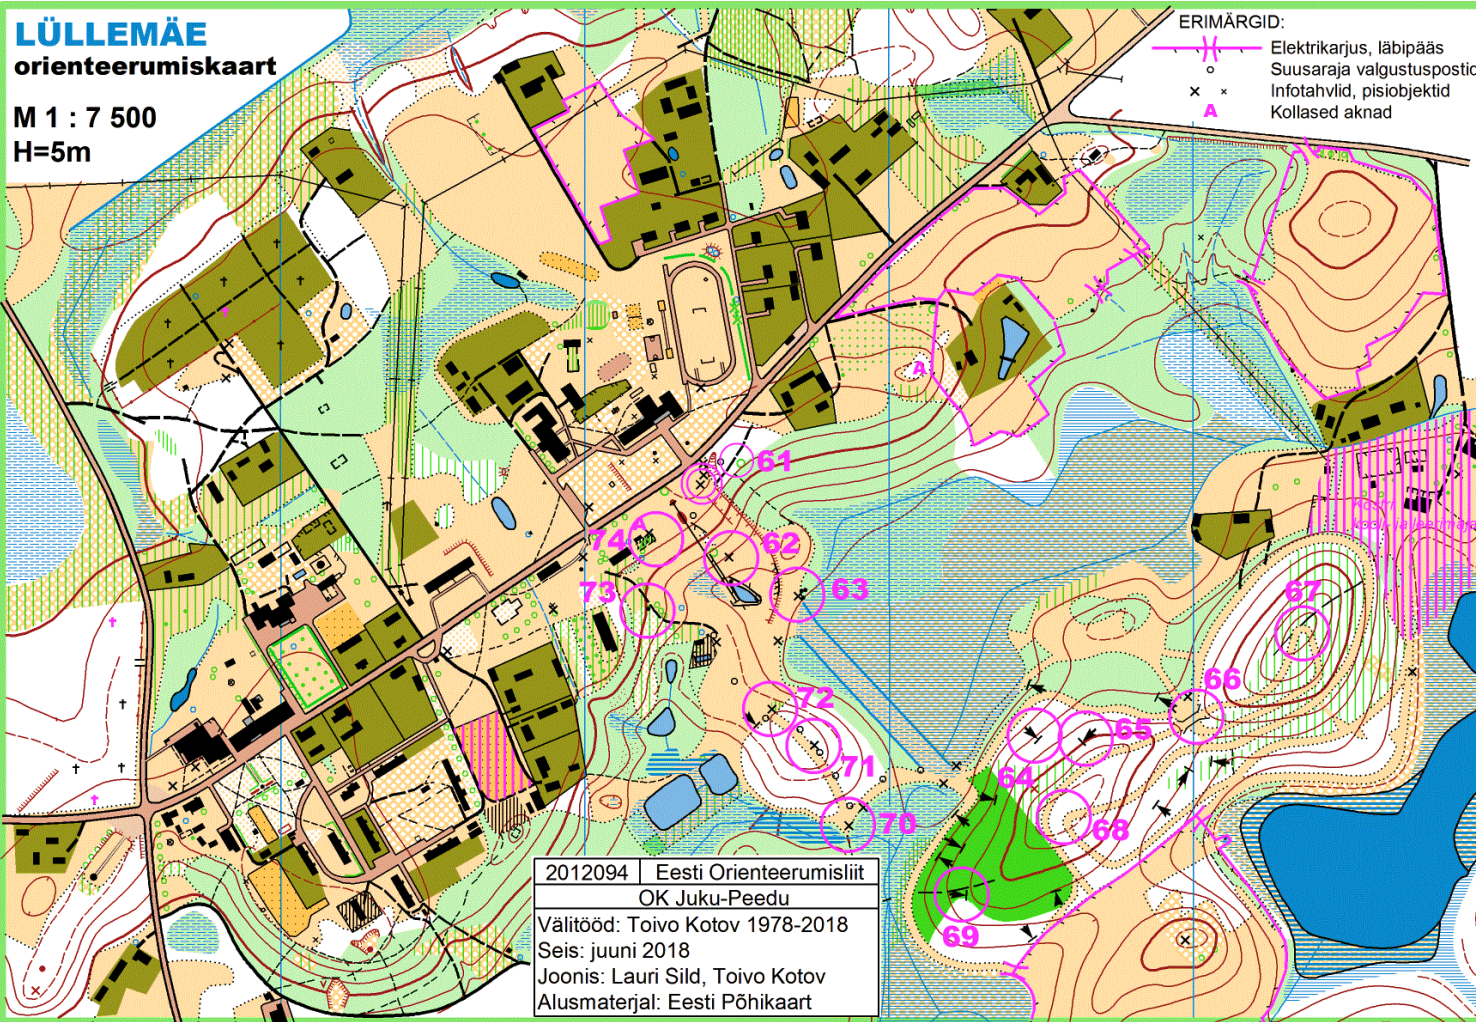 LÜLLEMÄE
orienteerumiskaart
M 1 : 7 500
H=5m
ERIMÄRGID:
Elektrikarjus, läbipääs
Suusaraja valgustuspostid
Infotahvlid, pisiobjektid
A Kollased aknad
A
61
A
74
62
73
63
67
66
72
65
71
64
70
68
69
2012094 Eesti Orienteerumisliit
OK Juku-Peedu
Välitööd: Toivo Kotov 1978-2018
Seis: juuni 2018
Joonis: Lauri Sild, Toivo Kotov
Alusmaterjal: Eesti Põhikaart